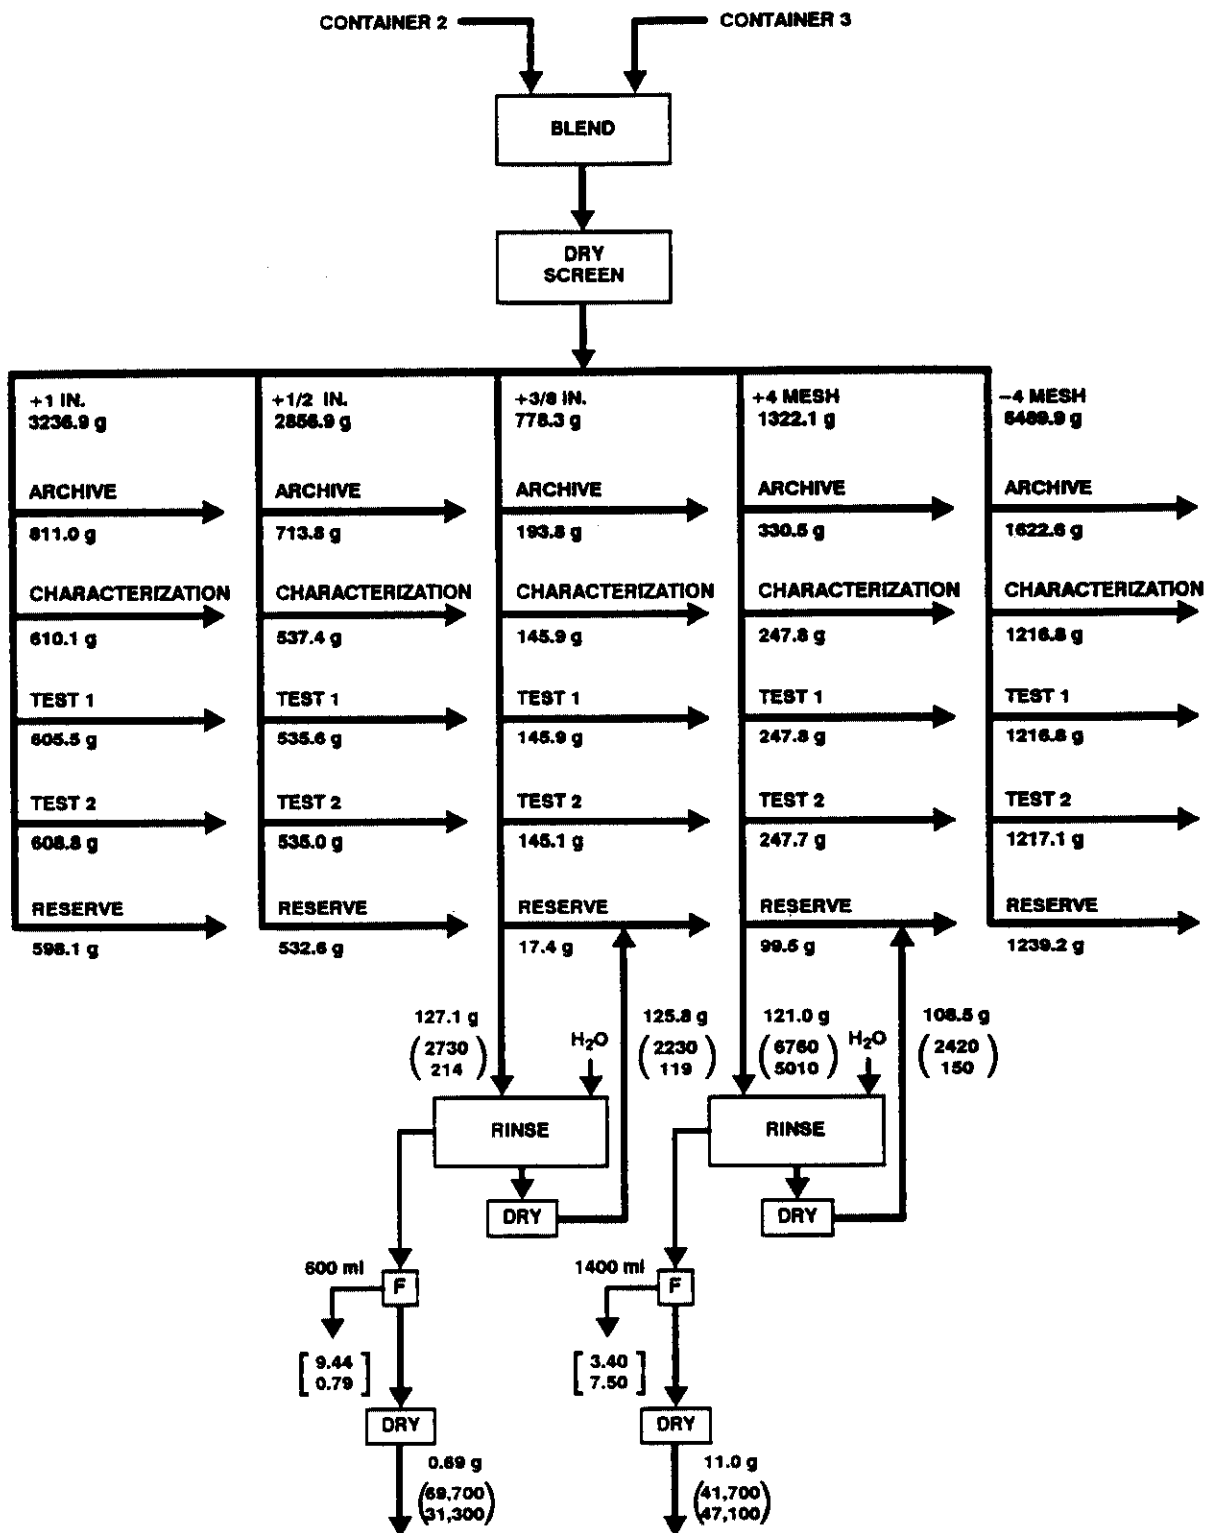 CONTAINER 2
CONTAINER 3
BLEND
DRY
SCREEN
+1 IN.
3236.9 g
ARCHIVE
811.0 g
CHARACTERIZATION
610.1 g
TEST 1
605.5 g
TEST 2
608.8 g
RESERVE
598.1 g
+1/2 IN.
2856.9 g
ARCHIVE
713.8 g
CHARACTERIZATION
537.4 g
TEST 1
535.6 g
TEST 2
535.0 g
RESERVE
532.6 g
+3/8 IN.
778.3 g
ARCHIVE
193.8 g
CHARACTERIZATION
145.9 g
TEST 1
145.9 g
TEST 2
145.1 g
RESERVE
17.4 g
+4 MESH
1322.1 g
ARCHIVE
330.5 g
CHARACTERIZATION
247.8 g
TEST 1
247.8 g
TEST 2
247.7 g
RESERVE
99.5 g
−4 MESH
6489.9 g
ARCHIVE
1622.6 g
CHARACTERIZATION
1216.8 g
TEST 1
1216.8 g
TEST 2
1217.1 g
RESERVE
1239.2 g
127.1 g
(2730
214)
H₂O
125.8 g
(2230
119)
RINSE
DRY
600 ml
F
[9.44
0.79]
DRY
0.69 g
(69,700
31,300)
121.0 g
(6760
5010)
H₂O
108.5 g
(2420
150)
RINSE
DRY
1400 ml
F
[3.40
7.50]
DRY
11.0 g
(41,700
47,100)